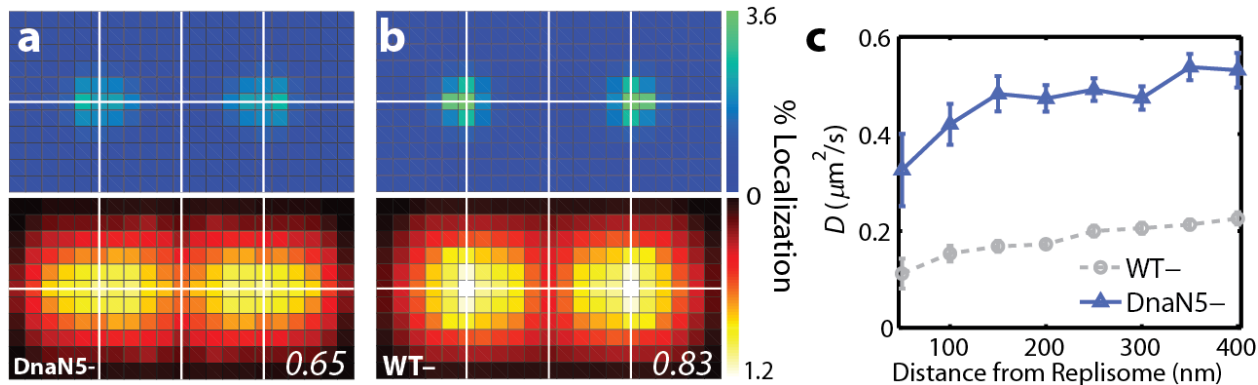 a
b
3.6
0
1.2
% Localization
DnaN5-
0.65
WT–
0.83
c
0.6
0.4
0.2
0
D (μm²/s)
WT–
DnaN5–
100
200
300
400
Distance from Replisome (nm)